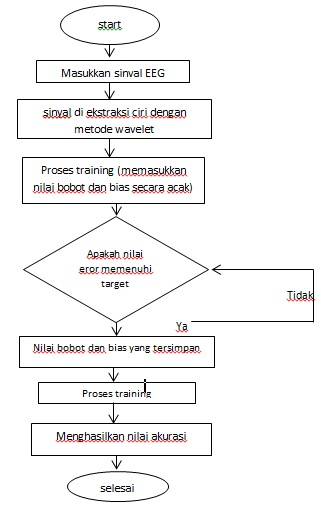 start
Masukkan sinval EEG
sinyal di ekstraksi ciri dengan
metode wavelet
Proses training (memasukkan
nilai bobot dan bias secara acak)
Apakah nilai
eror memenuhi
target
Tidak
Ya
Nilai bobot dan bias yang tersimpan
Proses training
Menghasilkan nilai akurasi
selesai